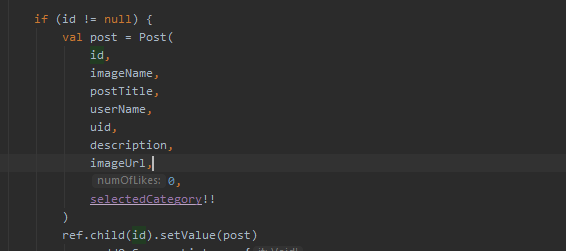 if (id != null) {
val post = Post(
id,
imageName,
postTitle,
userName,
uid,
description,
imageUrl,
numOfLikes: 0,
selectedCategory!!
)
ref.child(id).setValue(post)